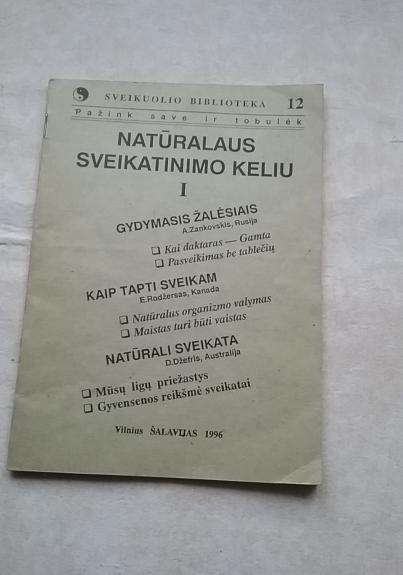 SVEIKUOLIO BIBLIOTEKA 12
Pažink save ir tobulėk
NATŪRALAUS
SVEIKATINIMO KELIU
I
GYDYMASIS ŽALĖSIAIS
A.Zankovskis, Rusija
❏ Kai daktaras — Gamta
❏ Pasveikimas be tablečių
KAIP TAPTI SVEIKAM
E.Rodžersas, Kanada
❏ Natūralus organizmo valymas
❏ Maistas turi būti vaistas
NATŪRALI SVEIKATA
D.Džefris, Australija
❏ Mūsų ligų priežastys
❏ Gyvensenos reikšmė sveikatai
Vilnius ŠALAVIJAS 1996